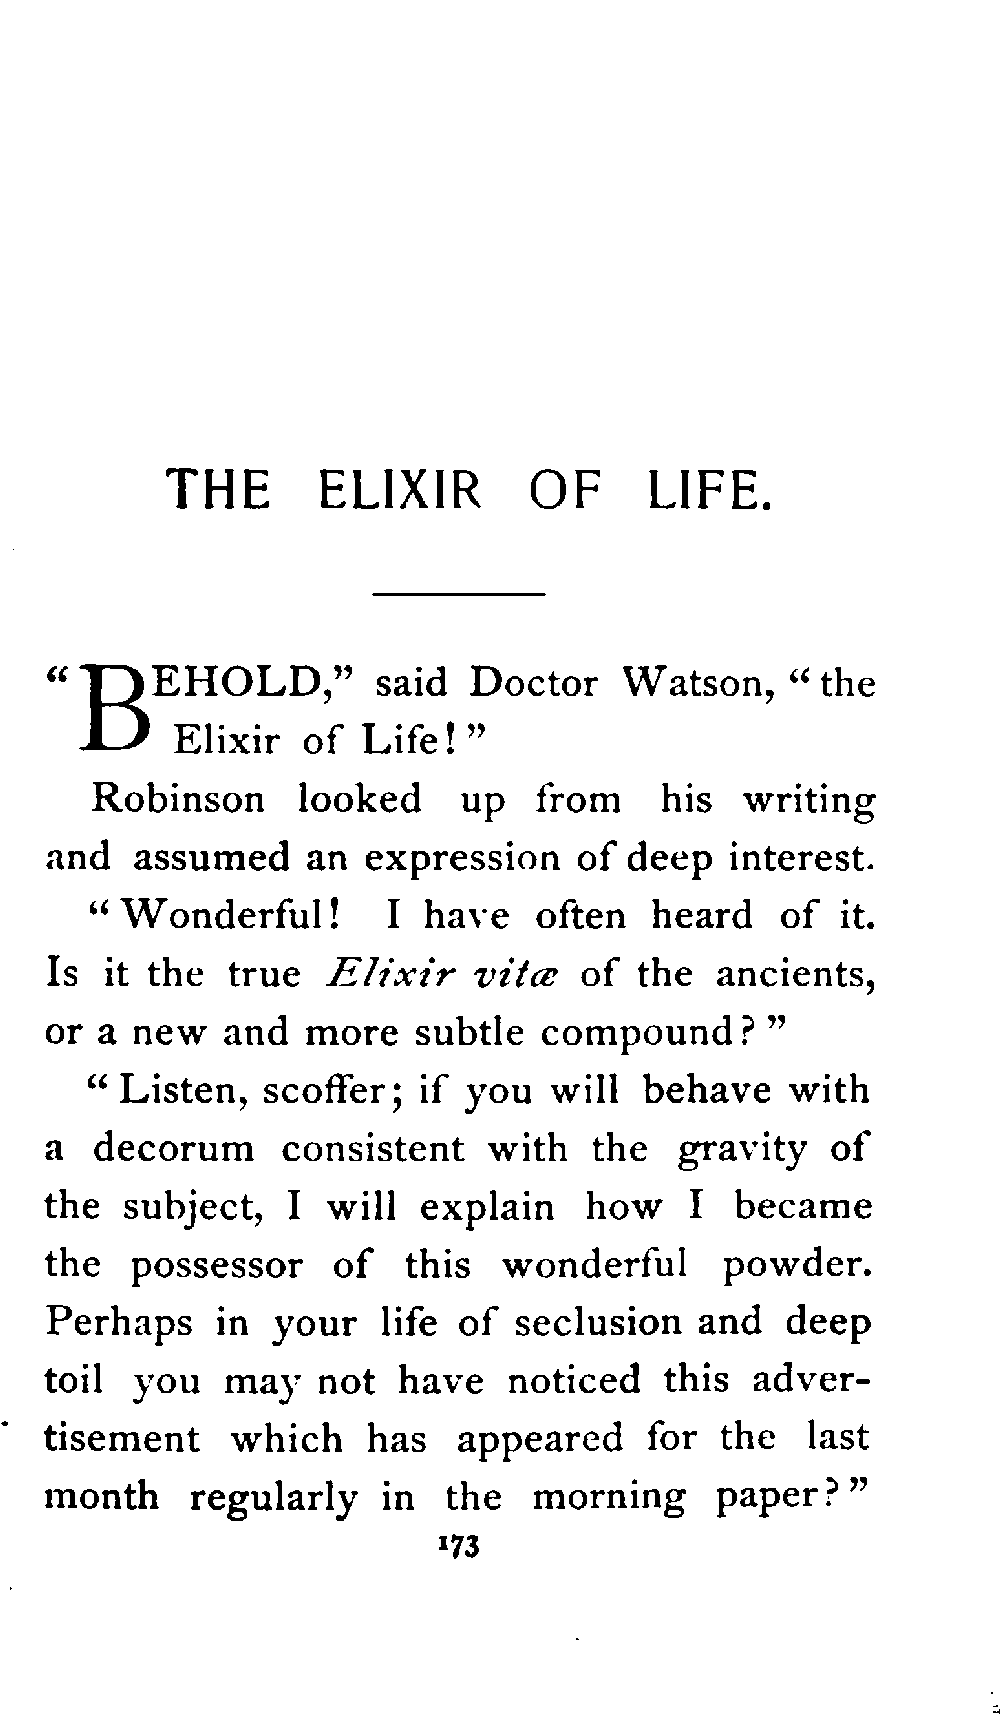 THE ELIXIR OF LIFE.
“BEHOLD,” said Doctor Watson, “the
Elixir of Life!”
Robinson looked up from his writing
and assumed an expression of deep interest.
“Wonderful! I have often heard of it.
Is it the true Elixir vitæ of the ancients,
or a new and more subtle compound?”
“Listen, scoffer; if you will behave with
a decorum consistent with the gravity of
the subject, I will explain how I became
the possessor of this wonderful powder.
Perhaps in your life of seclusion and deep
toil you may not have noticed this adver-
tisement which has appeared for the last
month regularly in the morning paper?”
173